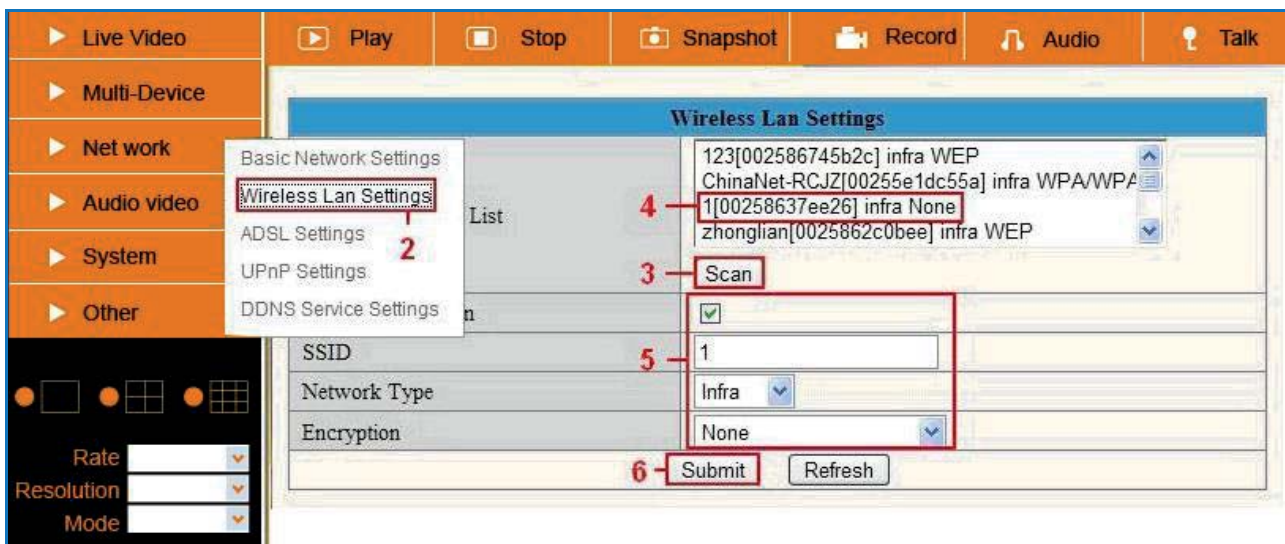 Live Video
Play
Stop
Snapshot
Record
Audio
Talk
Multi-Device
Net work
Audio video
System
Other
Basic Network Settings
Wireless Lan Settings
2
ADSL Settings
UPnP Settings
DDNS Service Settings
Wireless Lan Settings
List
123[002586745b2c] infra WEP
ChinaNet-RCJZ[00255e1dc55a] infra WPA/WPA
4
1[00258637ee26] infra None
zhonglian[0025862c0bee] infra WEP
3
Scan
n
SSID
5
1
Network Type
Infra
Encryption
None
6
Submit
Refresh
Rate
Resolution
Mode